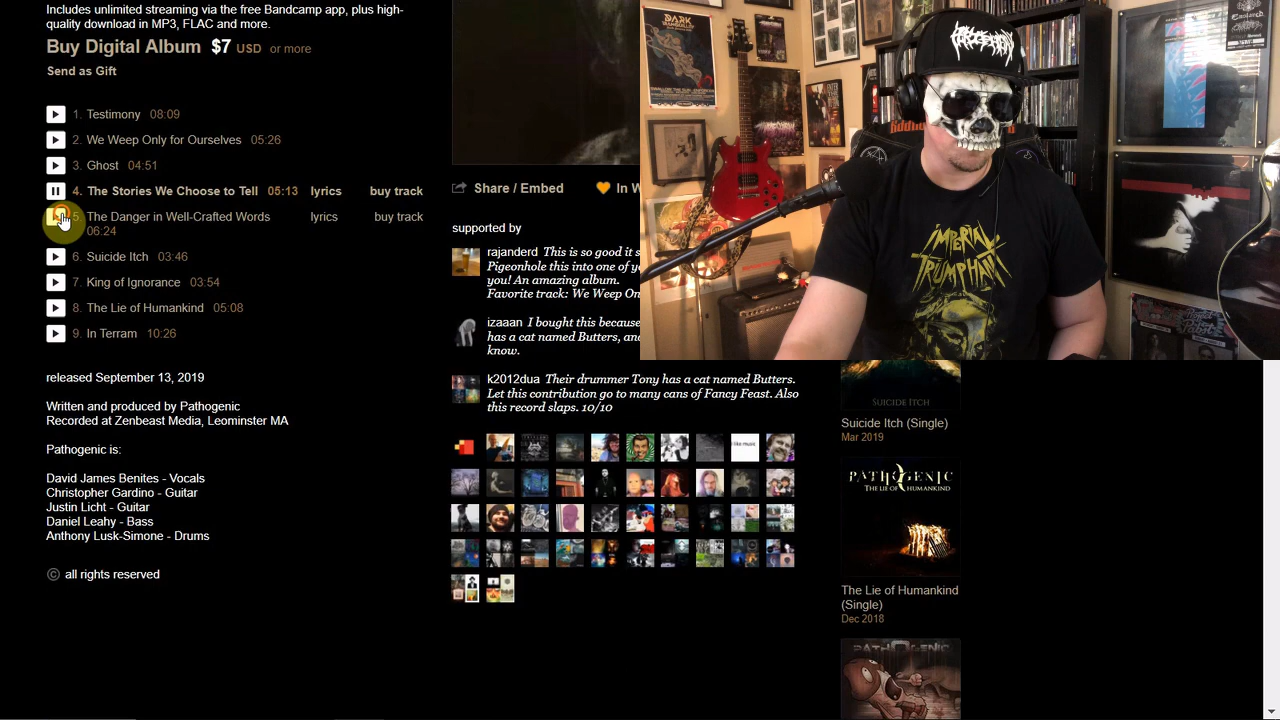 Includes unlimited streaming via the free Bandcamp app, plus high-
quality download in MP3, FLAC and more.
Buy Digital Album $7 USD or more
Send as Gift
1. Testimony 08:09
2. We Weep Only for Ourselves 05:26
3. Ghost 04:51
4. The Stories We Choose to Tell 05:13 lyrics buy track
5. The Danger in Well-Crafted Words lyrics buy track
06:24
6. Suicide Itch 03:46
7. King of Ignorance 03:54
8. The Lie of Humankind 05:08
9. In Terram 10:26
released September 13, 2019
Written and produced by Pathogenic
Recorded at Zenbeast Media, Leominster MA
Pathogenic is:
David James Benites - Vocals
Christopher Gardino - Guitar
Justin Licht - Guitar
Daniel Leahy - Bass
Anthony Lusk-Simone - Drums
© all rights reserved
Share / Embed In W
supported by
rajanderd This is so good it s
Pigeonhole this into one of yo
you! An amazing album.
Favorite track: We Weep On
izaaan I bought this because
has a cat named Butters, and
know.
k2012dua Their drummer Tony has a cat named Butters.
Let this contribution go to many cans of Fancy Feast. Also
this record slaps. 10/10
i like music
DARK
TRANQUILLITY
IMPERIAL
TRIUMPHANT
SUICIDE ITCH
Suicide Itch (Single)
Mar 2019
PATHOGENIC
THE LIE OF HUMANKIND
The Lie of Humankind
(Single)
Dec 2018
PATHOGENIC